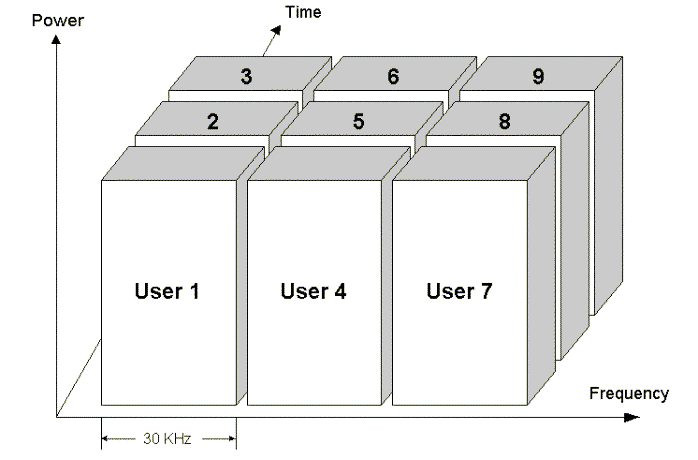 Power
Time
3 6 9
2 5 8
User 1 User 4 User 7
Frequency
30 KHz